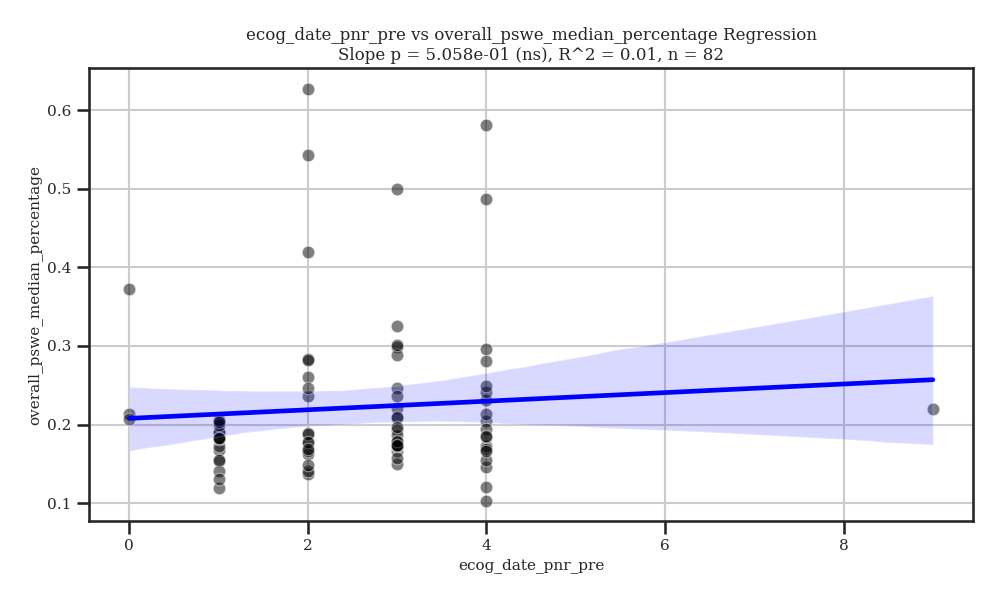 ecog_date_pnr_pre vs overall_pswe_median_percentage Regression
Slope p = 5.058e-01 (ns), R^2 = 0.01, n = 82
overall_pswe_median_percentage
0.6
0.5
0.4
0.3
0.2
0.1
0 2 4 6 8
ecog_date_pnr_pre